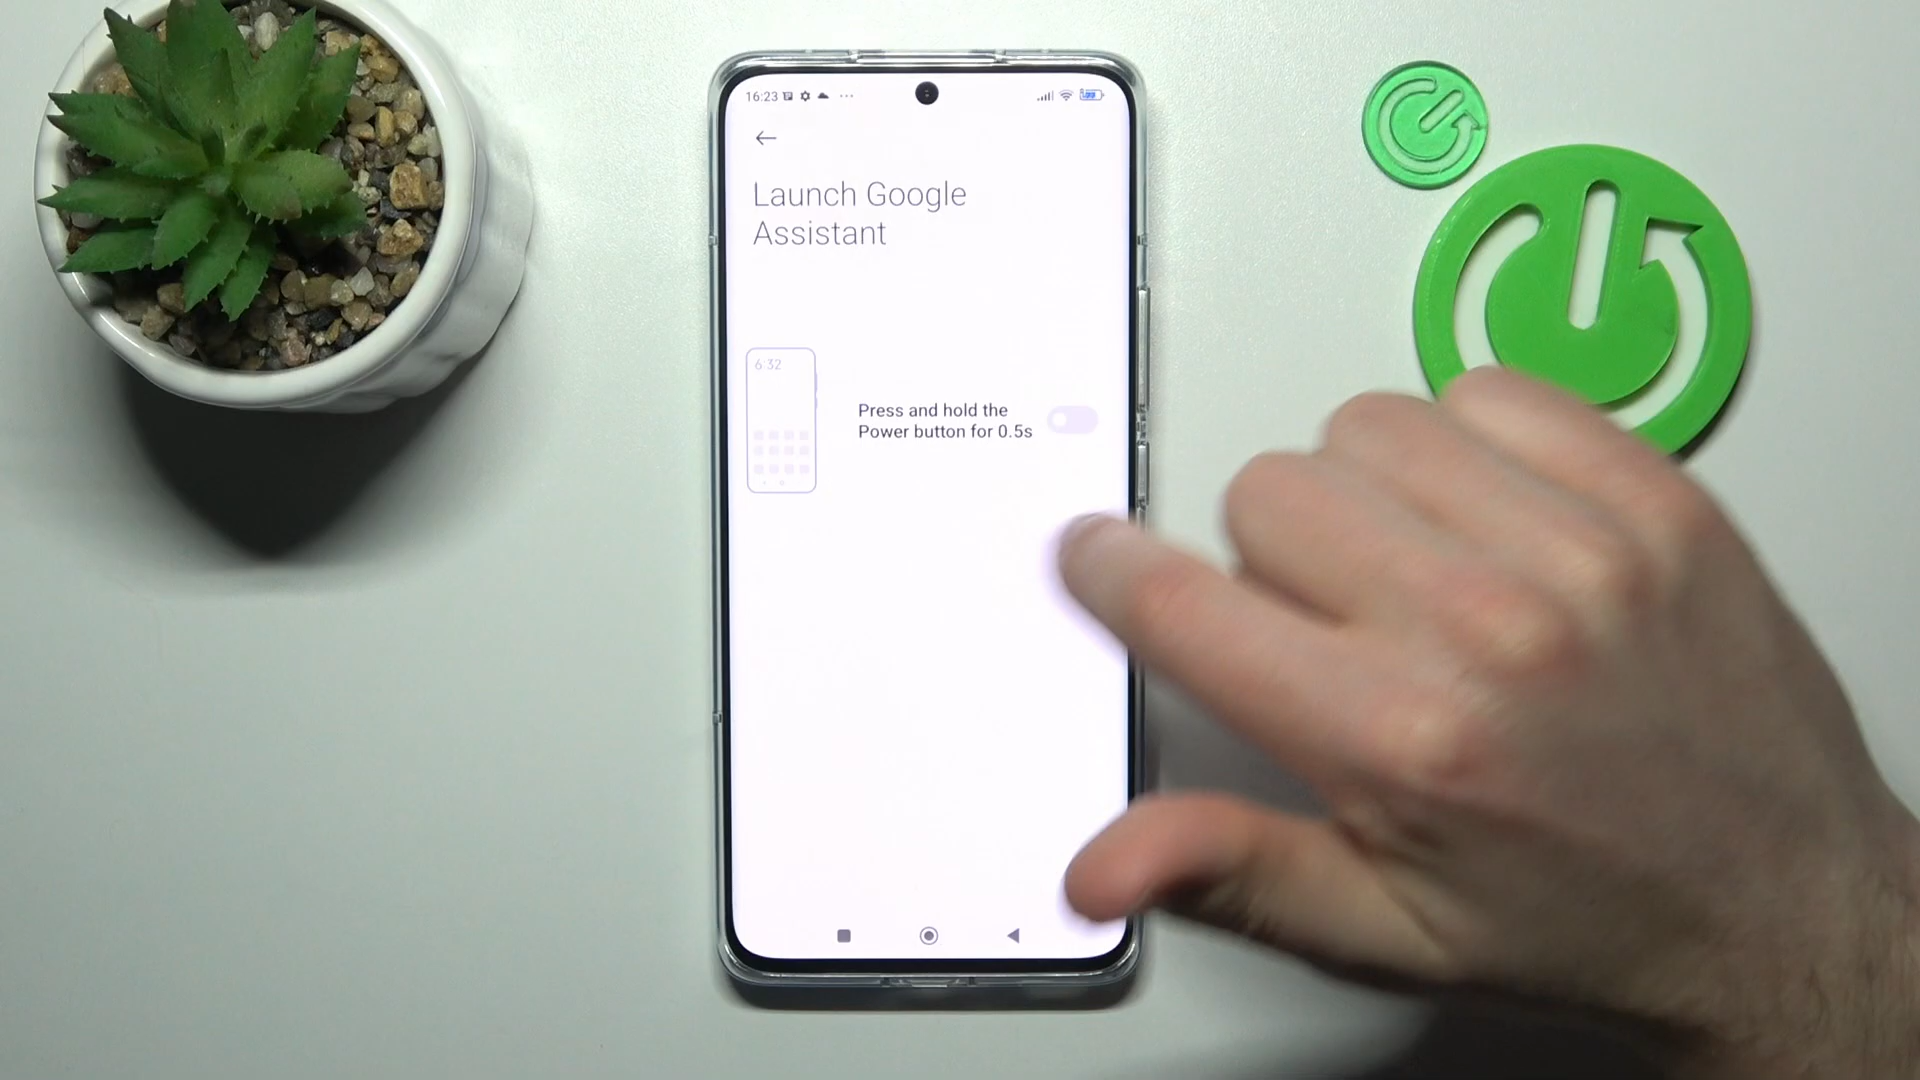 16:23
Launch Google
Assistant
6:32
Press and hold the
Power button for 0.5s